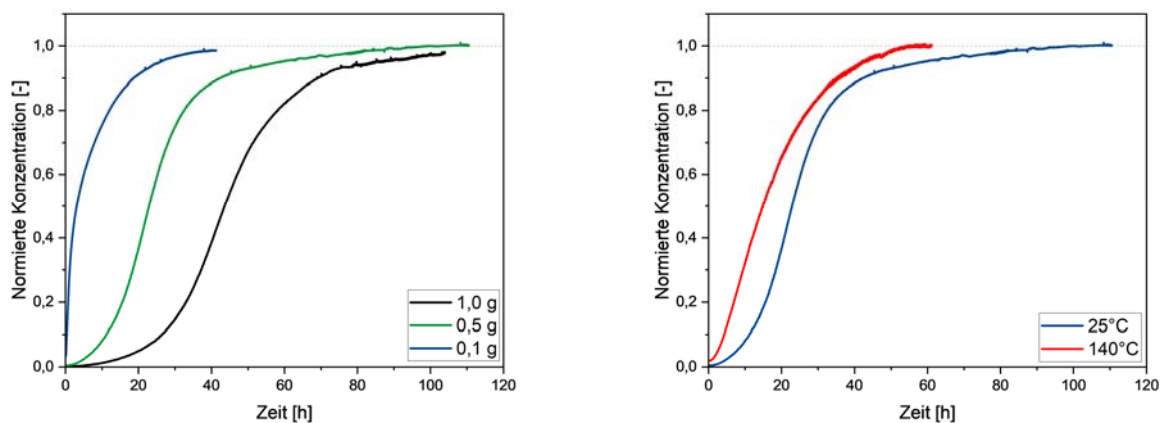 Normierte Konzentration [-]
1,0
0,8
0,6
0,4
0,2
0,0
0 20 40 60 80 100 120
Zeit [h]
1,0 g
0,5 g
0,1 g
Normierte Konzentration [-]
1,0
0,8
0,6
0,4
0,2
0,0
0 20 40 60 80 100 120
Zeit [h]
25°C
140°C